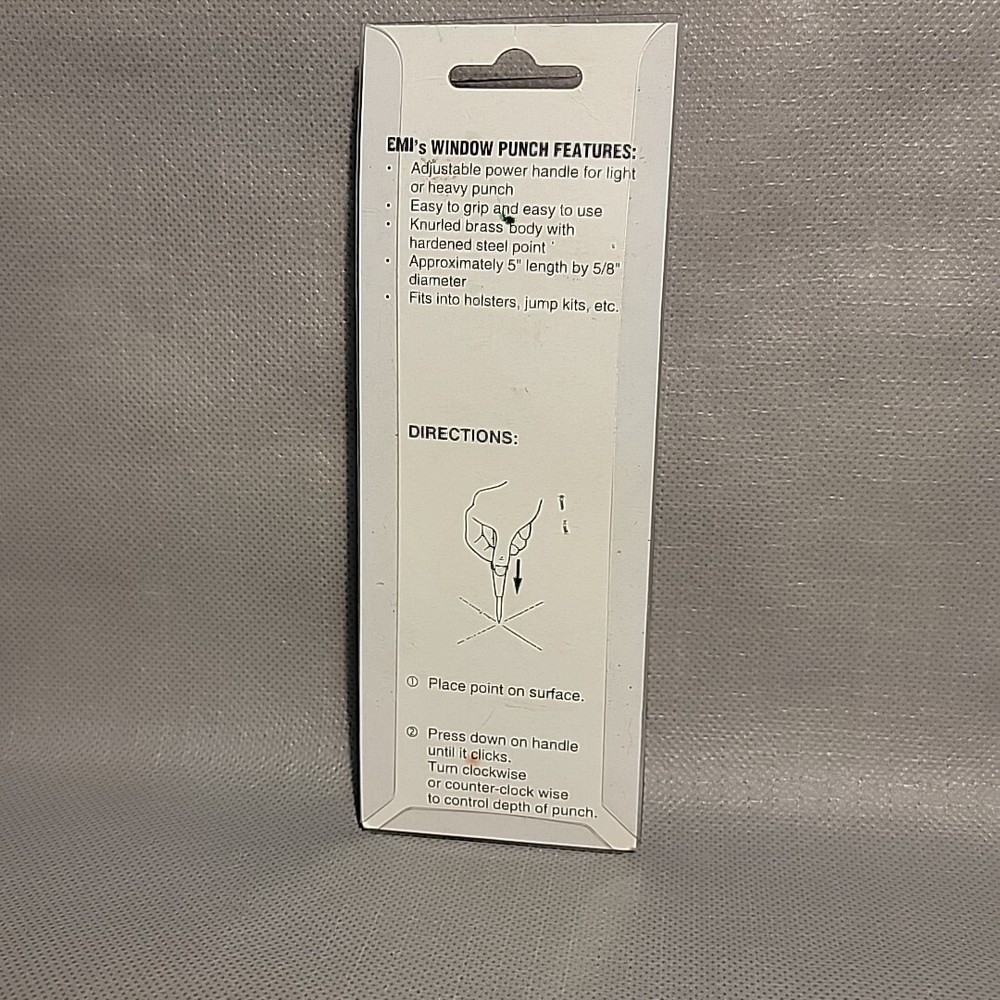 EMI's WINDOW PUNCH FEATURES:
• Adjustable power handle for light
or heavy punch
• Easy to grip and easy to use
• Knurled brass body with
hardened steel point
• Approximately 5" length by 5/8"
diameter
• Fits into holsters, jump kits, etc.
DIRECTIONS:
① Place point on surface.
② Press down on handle
until it clicks.
Turn clockwise
or counter-clock wise
to control depth of punch.